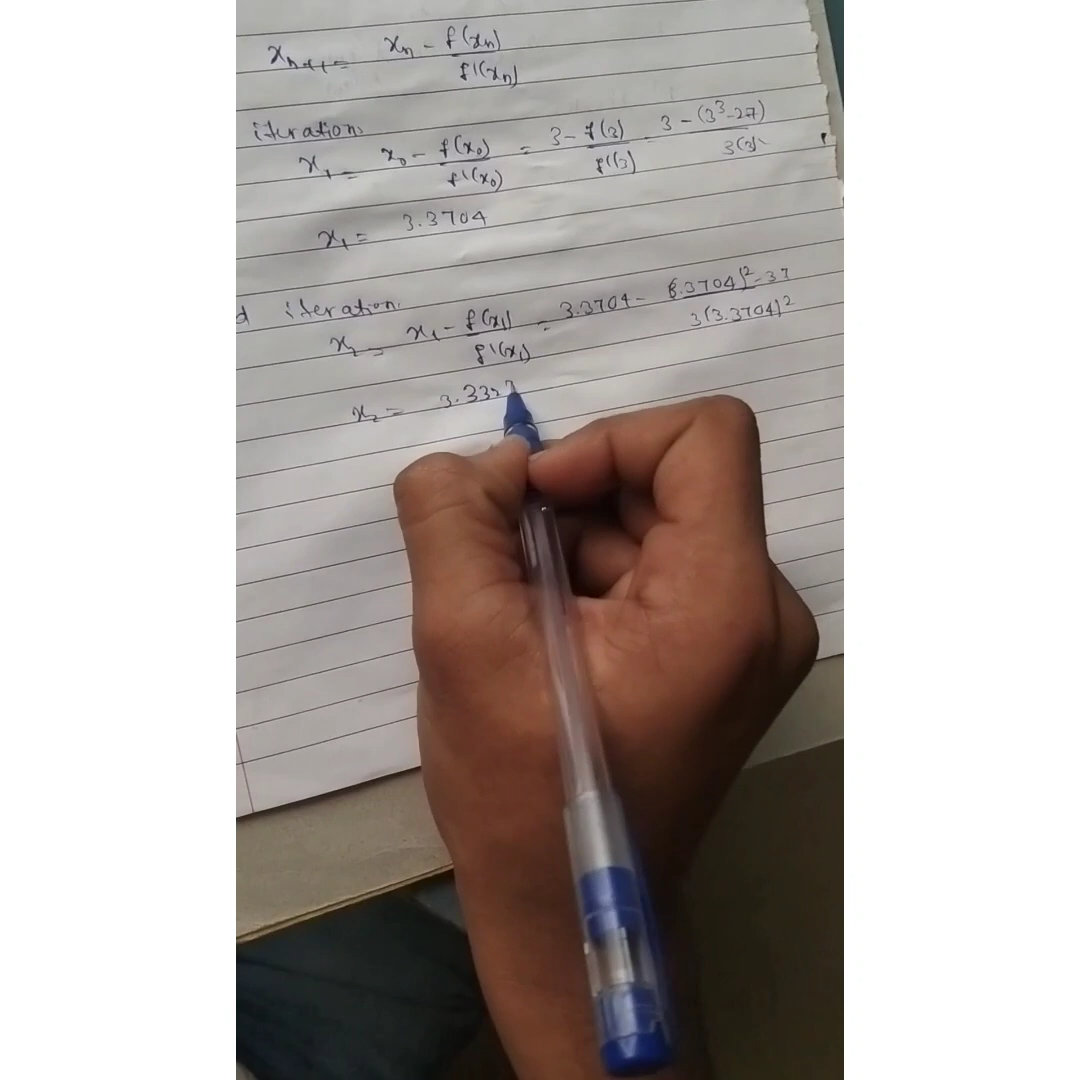 xn+1 = xn - f(xn) / f'(xn)
iteration,
x1 = x0 - f(x0) / f'(x0) = 3 - f(3) / f'(3) = 3 - (3³-27) / 3(3)
x1 = 3.3704
d iteration.
x2 = x1 - f(x1) / f'(x1) = 3.3704 - (3.3704)² - 37 / 3(3.3704)²
x2 = 3.332